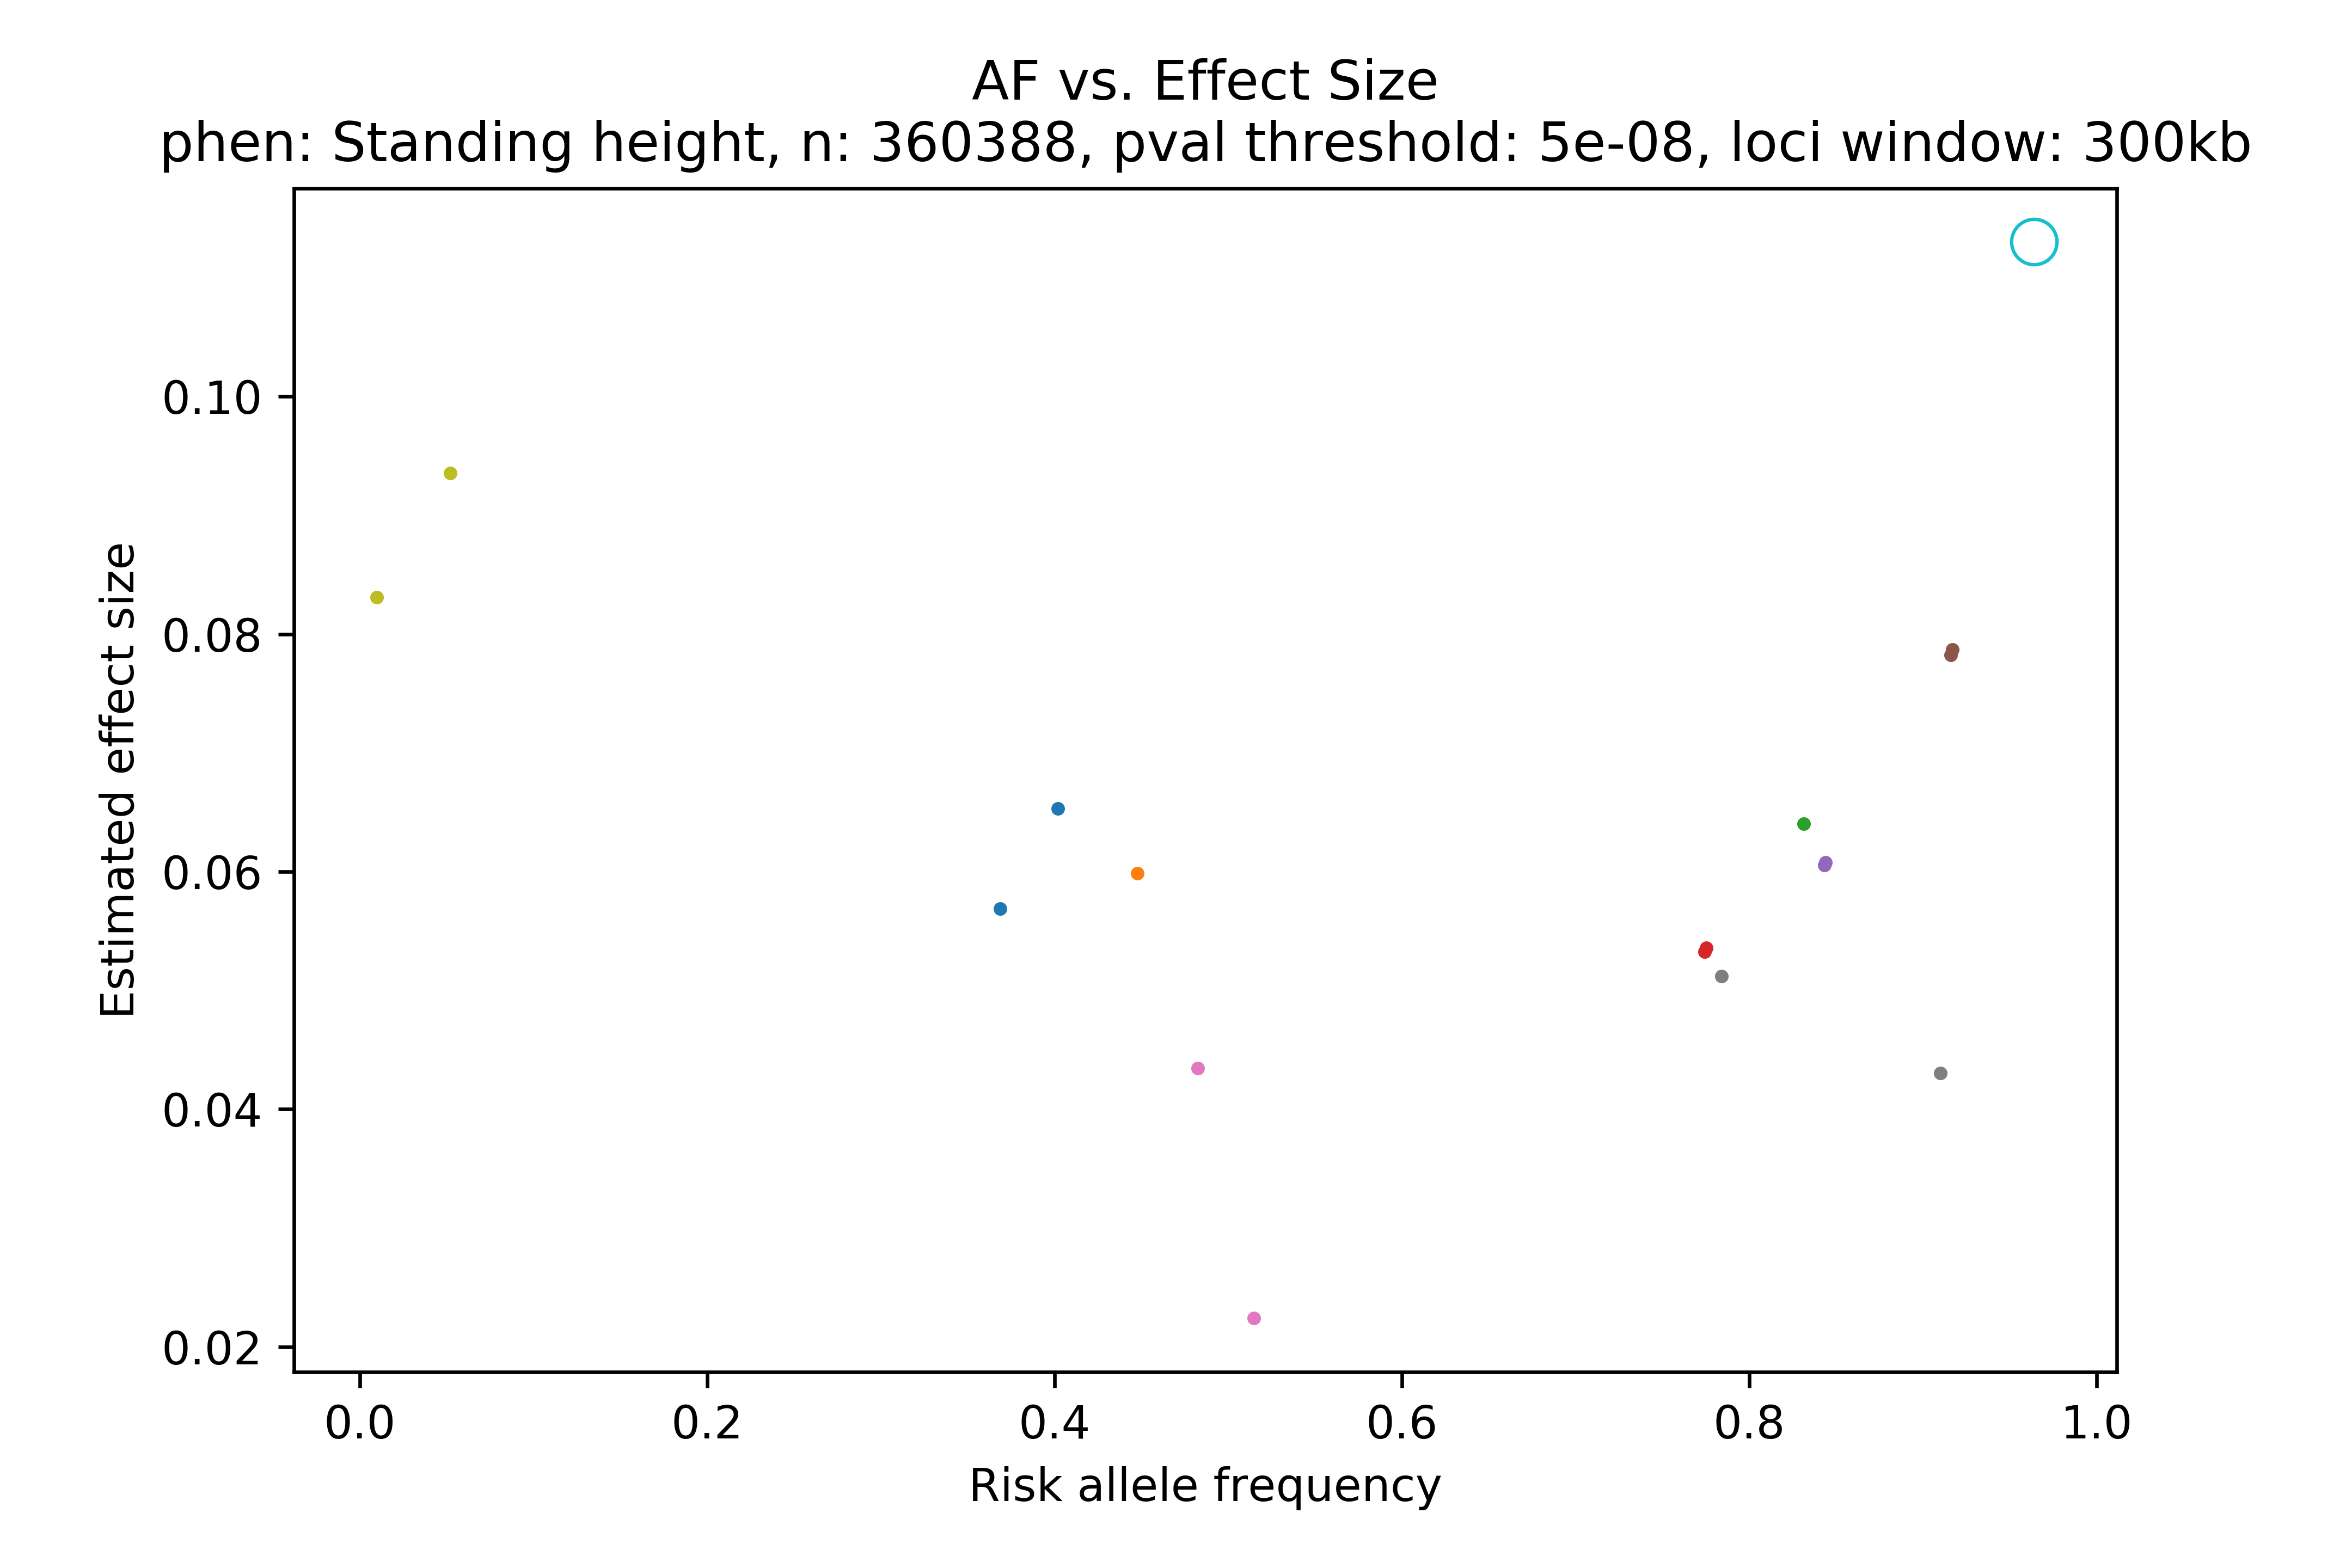 AF vs. Effect Size
phen: Standing height, n: 360388, pval threshold: 5e-08, loci window: 300kb
Estimated effect size
0.10
0.08
0.06
0.04
0.02
0.0 0.2 0.4 0.6 0.8 1.0
Risk allele frequency